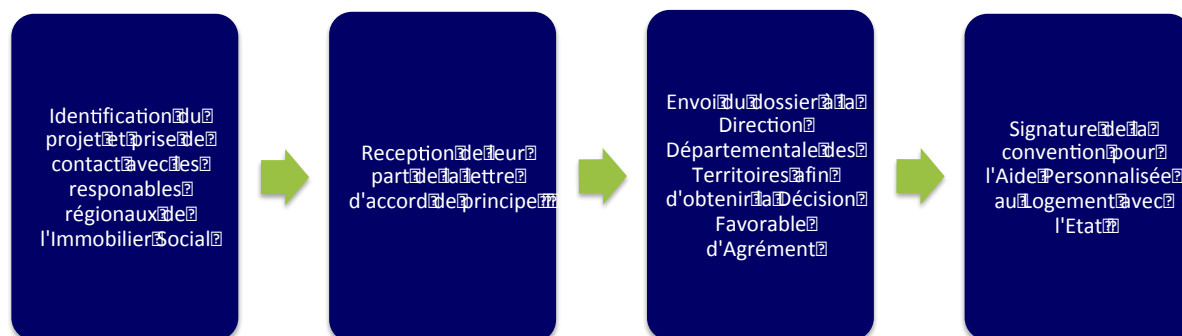 Identification du
projet et prise de
contact avec les
responables
régionaux de
l'Immobilier Social
Reception de leur
part de la lettre
d'accord de principe
Envoi du dossier à la
Direction
Départementale des
Territoires afin
d'obtenir la Décision
Favorable
d'Agrément
Signature de la
convention pour
l'Aide Personnalisée
au Logement avec
l'Etat